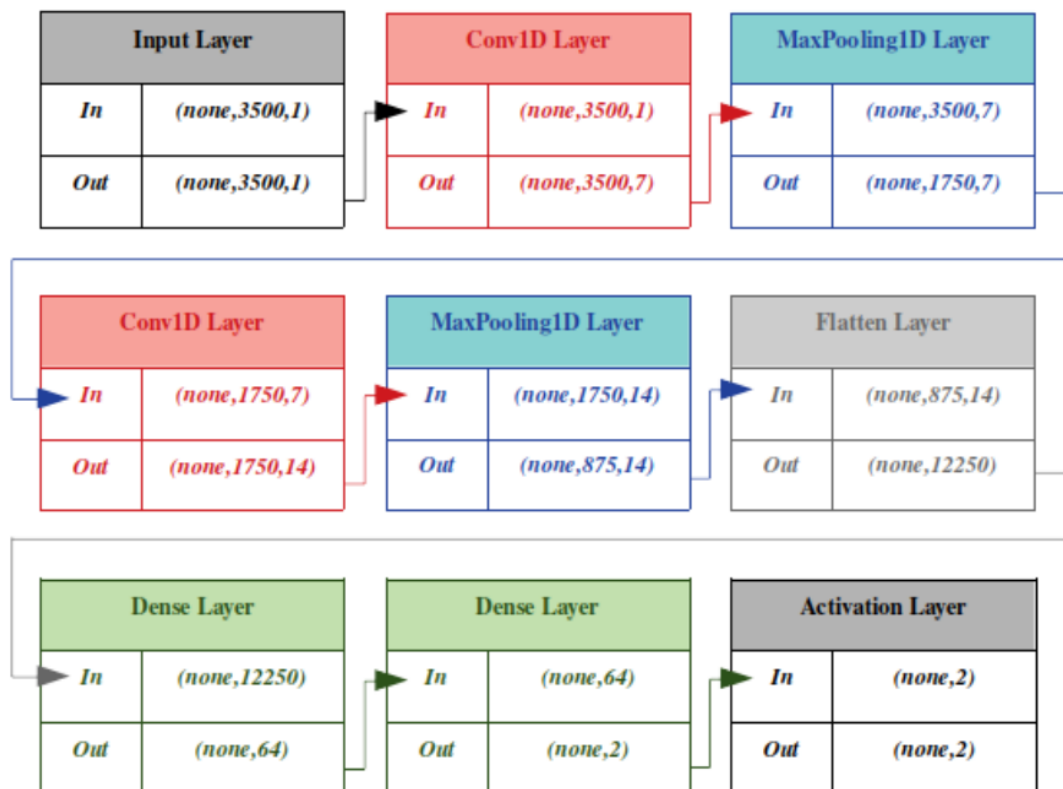 Input Layer
In (none,3500,1)
Out (none,3500,1)
Conv1D Layer
In (none,3500,1)
Out (none,3500,7)
MaxPooling1D Layer
In (none,3500,7)
Out (none,1750,7)
Conv1D Layer
In (none,1750,7)
Out (none,1750,14)
MaxPooling1D Layer
In (none,1750,14)
Out (none,875,14)
Flatten Layer
In (none,875,14)
Out (none,12250)
Dense Layer
In (none,12250)
Out (none,64)
Dense Layer
In (none,64)
Out (none,2)
Activation Layer
In (none,2)
Out (none,2)